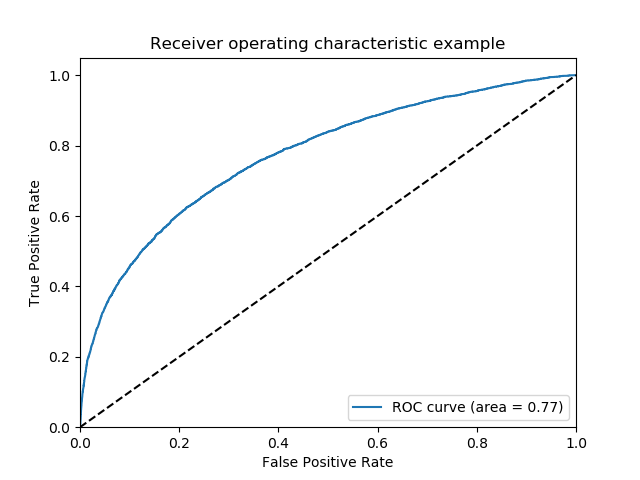 Receiver operating characteristic example
1.0
0.8
0.6
0.4
0.2
0.0
True Positive Rate
ROC curve (area = 0.77)
0.0 0.2 0.4 0.6 0.8 1.0
False Positive Rate